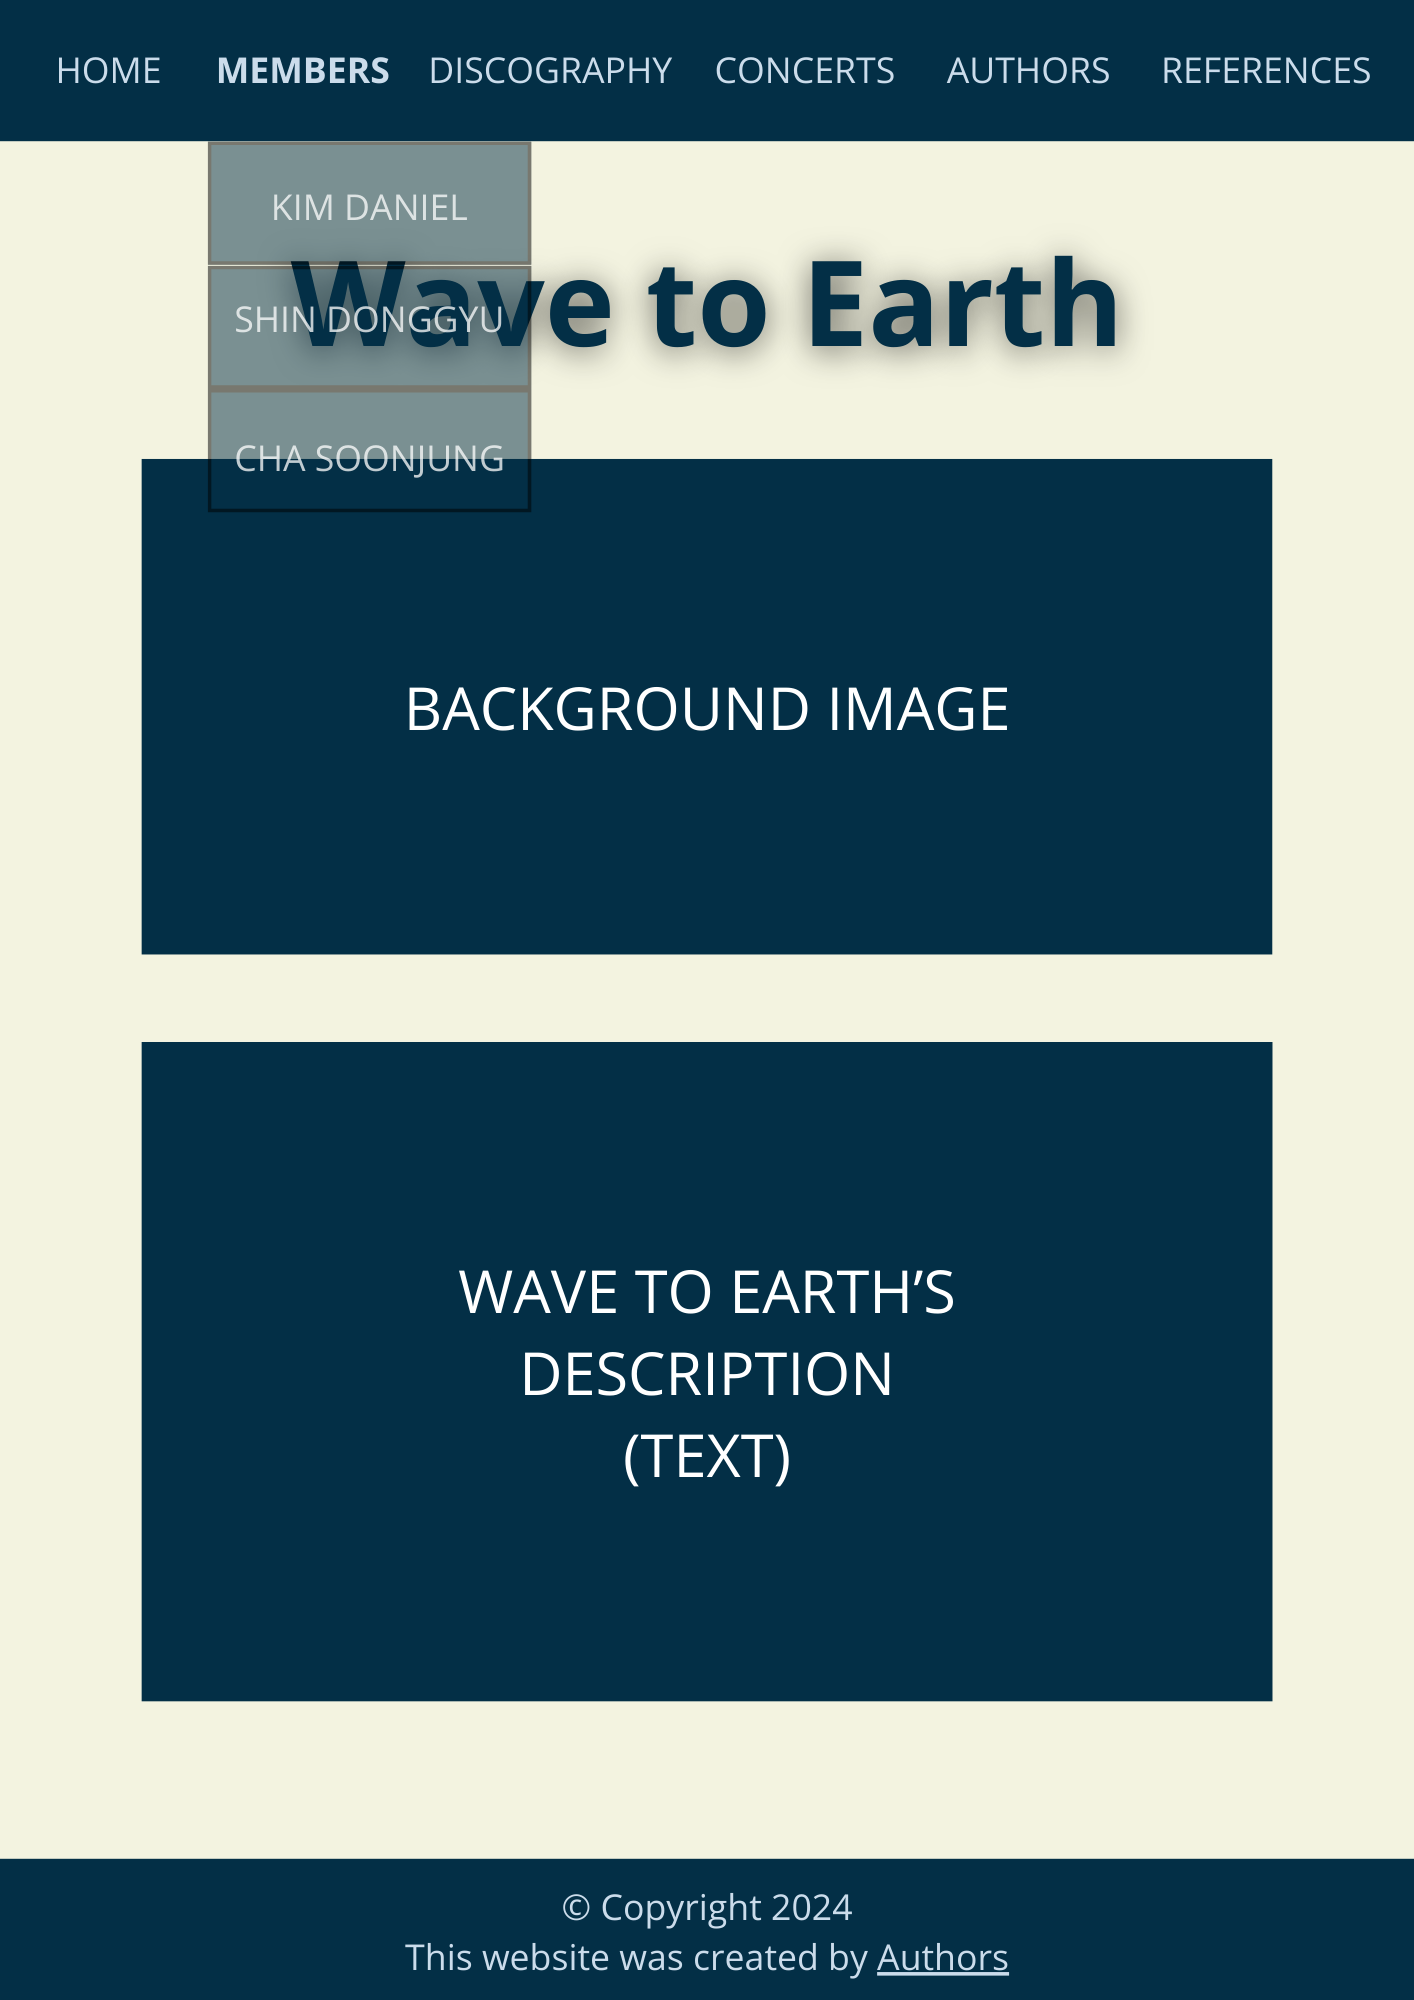 HOME MEMBERS DISCOGRAPHY CONCERTS AUTHORS REFERENCES
KIM DANIEL
Wave to Earth
SHIN DONGGYU
CHA SOONJUNG
BACKGROUND IMAGE
WAVE TO EARTH’S
DESCRIPTION
(TEXT)
© Copyright 2024
This website was created by Authors